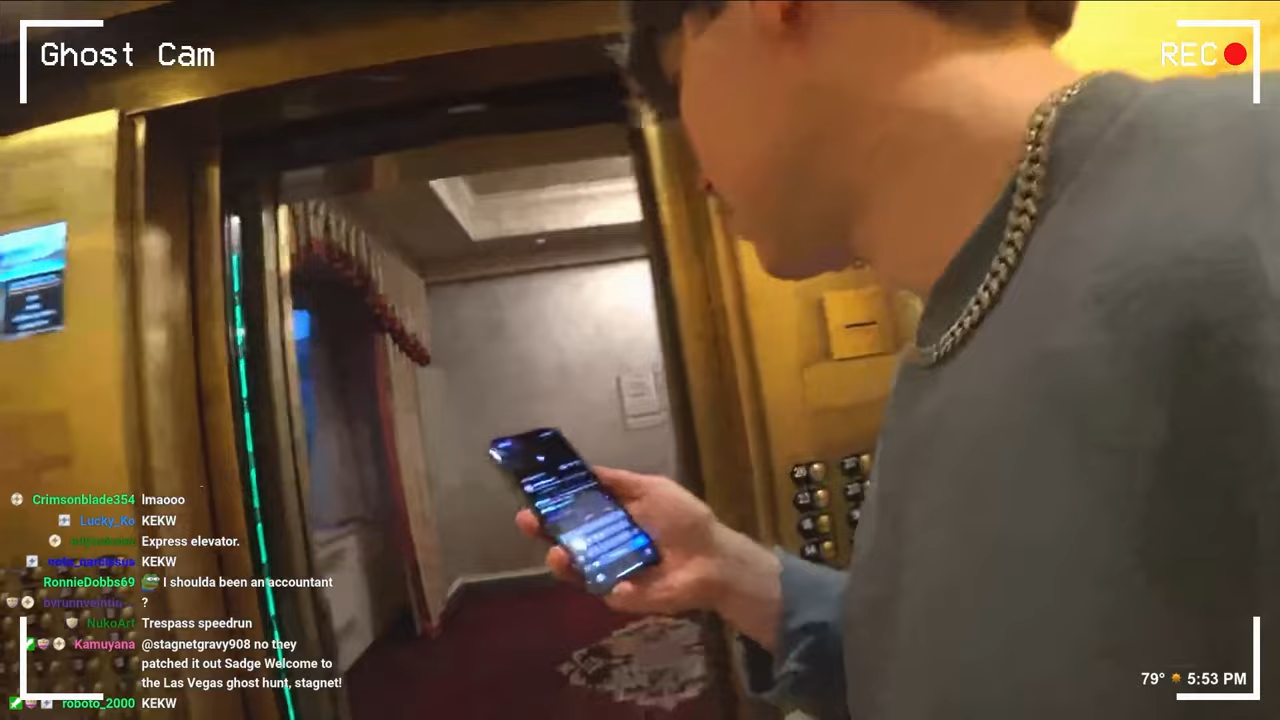 Ghost Cam
REC
Crimsonblade354 lmaooo
Lucky_Ko KEKW
Express elevator.
KEKW
RonnieDobbs69 I shoulda been an accountant
?
NukoArt Trespass speedrun
Kamuyana @stagnetgravy908 no they
patched it out Sadge Welcome to
the Las Vegas ghost hunt, stagnet!
roboto_2000 KEKW
79° 5:53 PM